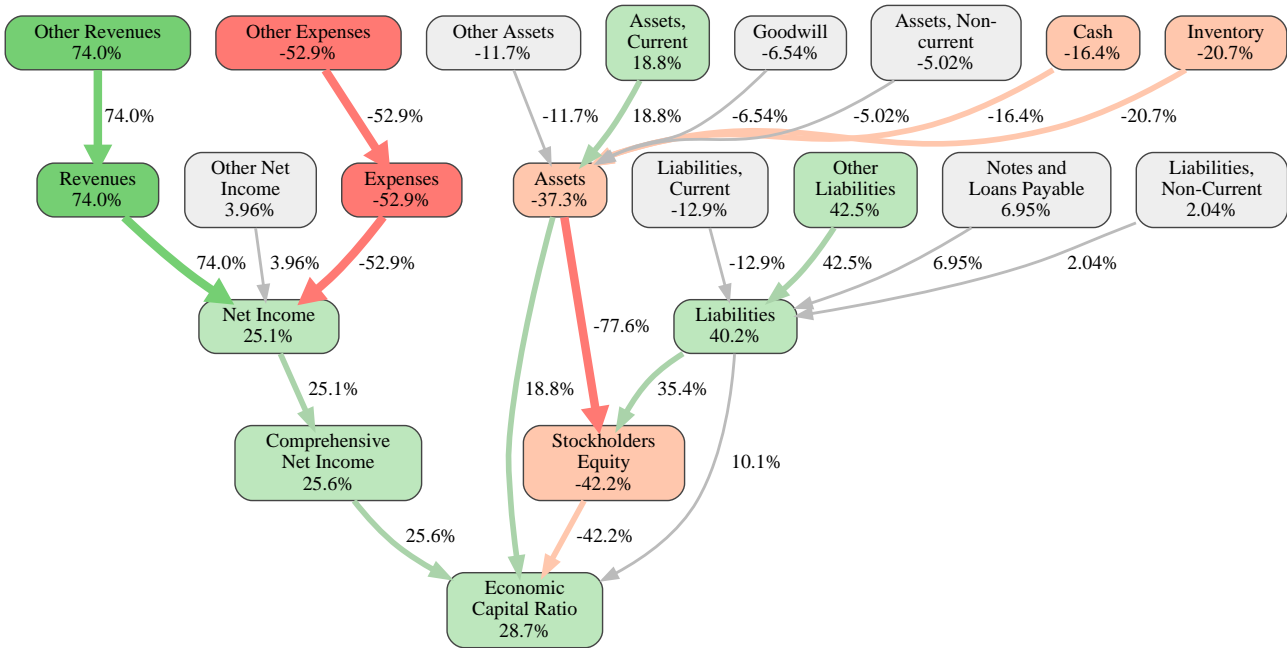 Other Revenues
74.0%
Other Expenses
-52.9%
Other Assets
-11.7%
Assets,
Current
18.8%
Goodwill
-6.54%
Assets, Non-
current
-5.02%
Cash
-16.4%
Inventory
-20.7%
74.0%
-52.9%
-11.7%
18.8%
-6.54%
-5.02%
-16.4%
-20.7%
Revenues
74.0%
Other Net
Income
3.96%
Expenses
-52.9%
Assets
-37.3%
Liabilities,
Current
-12.9%
Other
Liabilities
42.5%
Notes and
Loans Payable
6.95%
Liabilities,
Non-Current
2.04%
74.0%
3.96%
-52.9%
-12.9%
42.5%
6.95%
2.04%
Net Income
25.1%
-77.6%
Liabilities
40.2%
25.1%
18.8%
35.4%
Comprehensive
Net Income
25.6%
Stockholders
Equity
-42.2%
10.1%
25.6%
-42.2%
Economic
Capital Ratio
28.7%